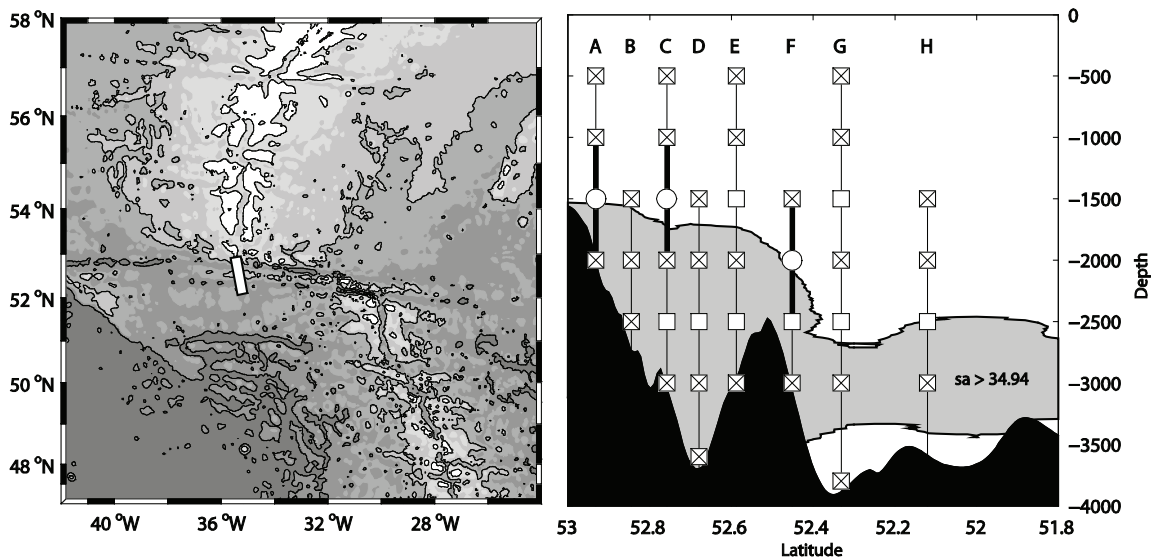 58 °N
56 °N
54 °N
52 °N
50 °N
48 °N
40 °W 36 °W 32 °W 28 °W
A B C D E F G H
0
−500
−1000
−1500
−2000
−2500
−3000
−3500
−4000
Depth
sa > 34.94
53 52.8 52.6 52.4 52.2 52 51.8
Latitude